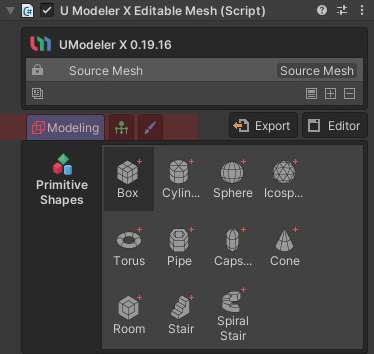 U Modeler X Editable Mesh (Script)
UModeler X 0.19.16
Source Mesh Source Mesh
Modeling Export Editor
Primitive Shapes
Box Cylin... Sphere Icosp...
Torus Pipe Caps... Cone
Room Stair Spiral Stair